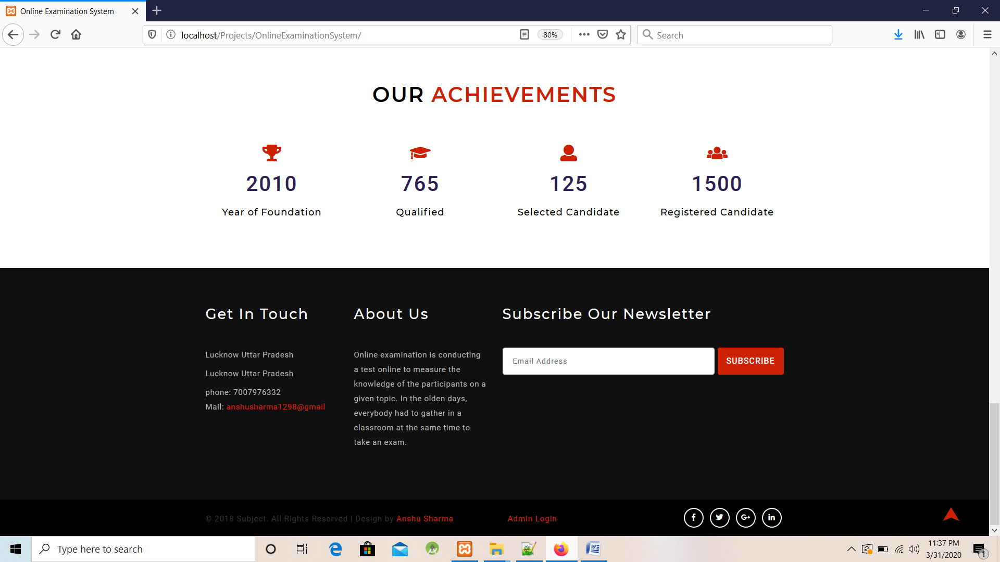 Online Examination System
localhost/Projects/OnlineExaminationSystem/
80%
Search
OUR ACHIEVEMENTS
2010
765
125
1500
Year of Foundation
Qualified
Selected Candidate
Registered Candidate
Get In Touch
Lucknow Uttar Pradesh
Lucknow Uttar Pradesh
phone: 7007976332
Mail: anshusharma1298@gmail
About Us
Online examination is conducting
a test online to measure the
knowledge of the participants on a
given topic. In the olden days,
everybody had to gather in a
classroom at the same time to
take an exam.
Subscribe Our Newsletter
Email Address
SUBSCRIBE
© 2018 Subject. All Rights Reserved | Design by Anshu Sharma
Admin Login
Type here to search
11:37 PM
3/31/2020
1